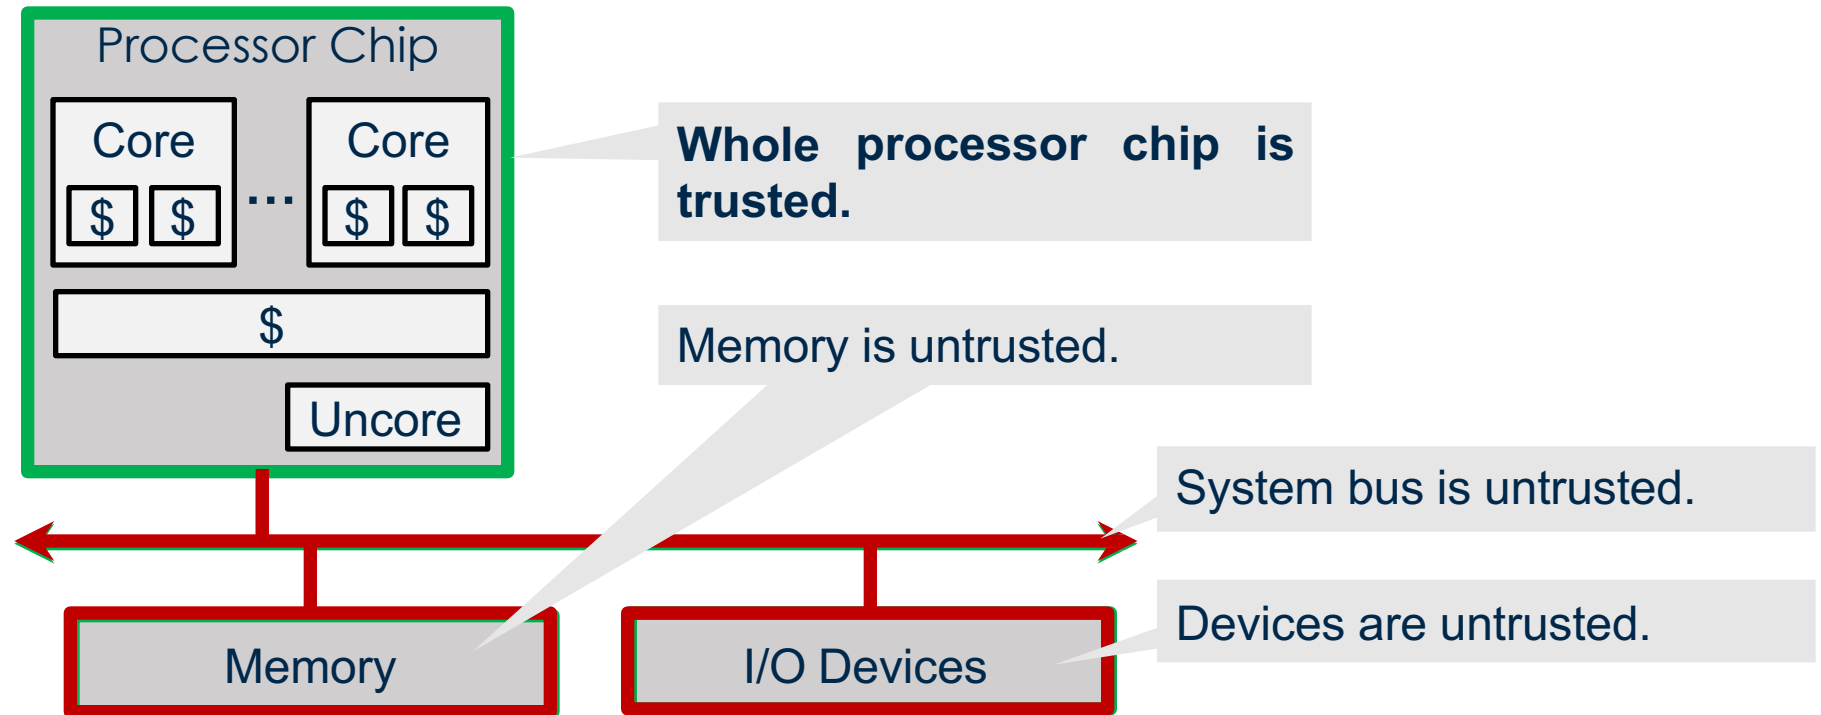 Processor Chip
Core
Core
$
$
...
$
$
$
Uncore
Whole processor chip is
trusted.
Memory is untrusted.
System bus is untrusted.
Devices are untrusted.
Memory
I/O Devices